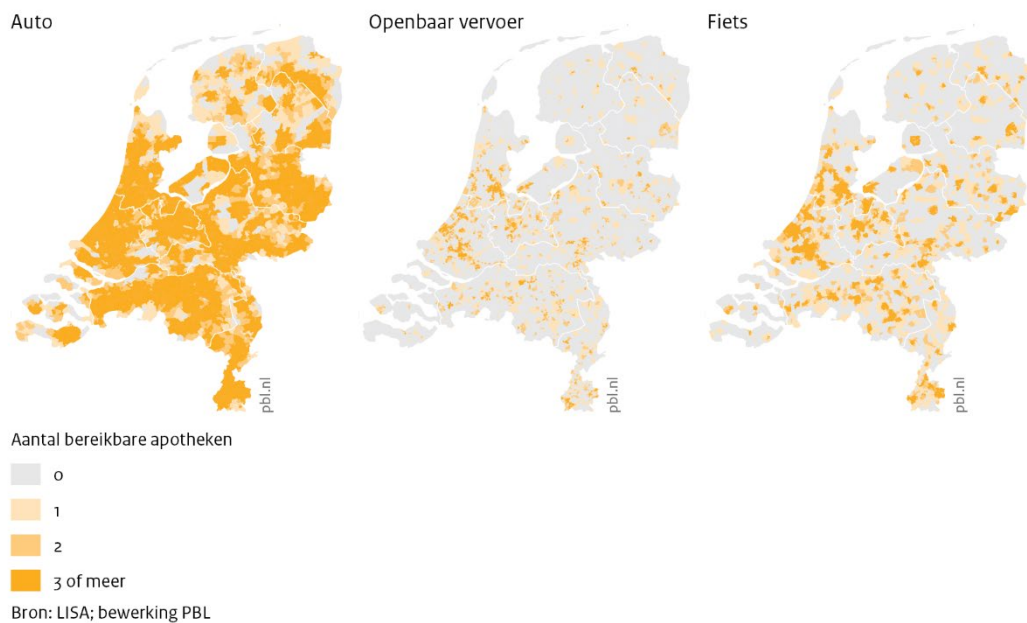 Auto
Openbaar vervoer
Fiets
pbl.nl
pbl.nl
pbl.nl
Aantal bereikbare apotheken
0
1
2
3 of meer
Bron: LISA; bewerking PBL